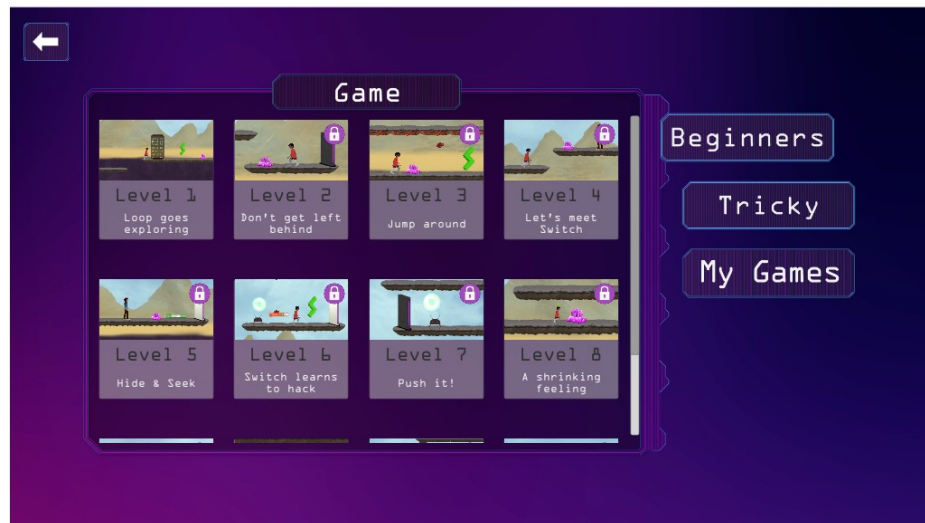 Game
Beginners
Tricky
My Games
Level 1
Loop goes
exploring
Level 2
Don't get left
behind
Level 3
Jump around
Level 4
Let's meet
Switch
Level 5
Hide & Seek
Level 6
Switch learns
to hack
Level 7
Push it!
Level 8
A shrinking
feeling